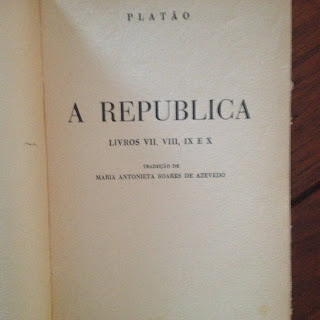 PLATÃO
A REPUBLICA
LIVROS VII, VIII, IX E X
TRADUÇÃO DE
MARIA ANTONIETA SOARES DE AZEVEDO